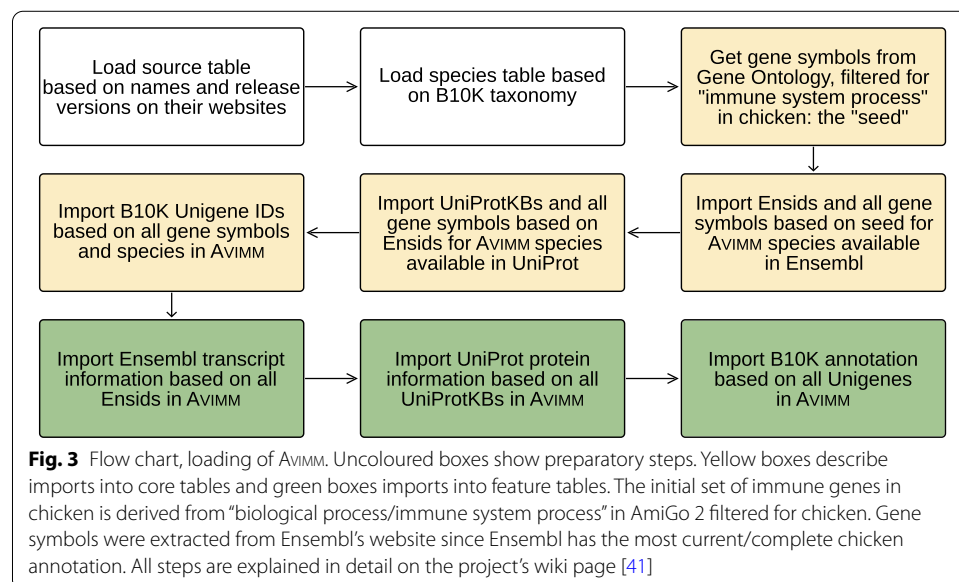 Load source table
based on names and release
versions on their websites
Load species table based
on B10K taxonomy
Get gene symbols from
Gene Ontology, filtered for
"immune system process"
in chicken: the "seed"
Import Ensids and all gene
symbols based on seed for
AVIMM species available
in Ensembl
Import UniProtKBs and all
gene symbols based on
Ensids for AVIMM species
available in UniProt
Import B10K Unigene IDs
based on all gene symbols
and species in AVIMM
Import Ensembl transcript
information based on all
Ensids in AVIMM
Import UniProt protein
information based on all
UniProtKBs in AVIMM
Import B10K annotation
based on all Unigenes
in AVIMM
Fig. 3 Flow chart, loading of AVIMM. Uncoloured boxes show preparatory steps. Yellow boxes describe
imports into core tables and green boxes imports into feature tables. The initial set of immune genes in
chicken is derived from “biological process/immune system process” in AmiGo 2 filtered for chicken. Gene
symbols were extracted from Ensembl’s website since Ensembl has the most current/complete chicken
annotation. All steps are explained in detail on the project’s wiki page [41]